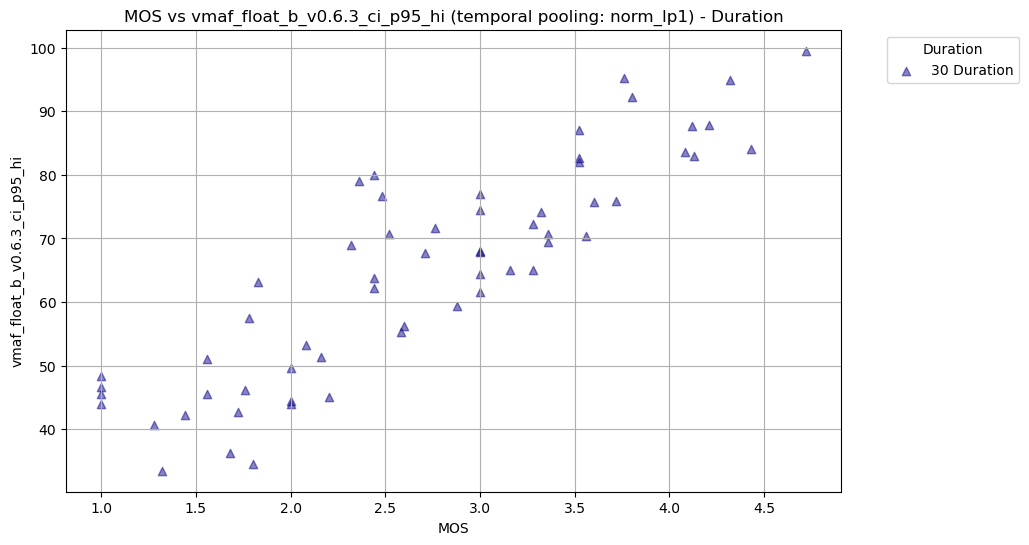 MOS vs vmaf_float_b_v0.6.3_ci_p95_hi (temporal pooling: norm_lp1) - Duration
Duration
30 Duration
vmaf_float_b_v0.6.3_ci_p95_hi
100
90
80
70
60
50
40
1.0 1.5 2.0 2.5 3.0 3.5 4.0 4.5
MOS